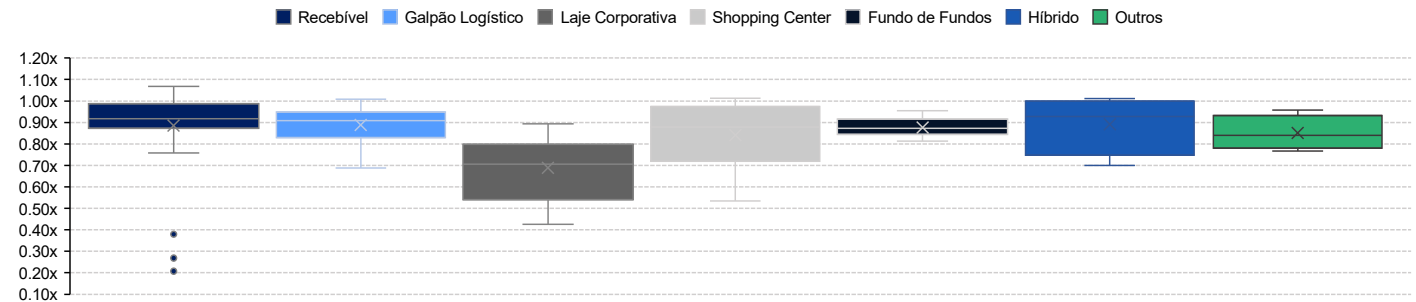 Recebível Galpão Logístico Laje Corporativa Shopping Center Fundo de Fundos Híbrido Outros
1.20x
1.10x
1.00x
0.90x
0.80x
0.70x
0.60x
0.50x
0.40x
0.30x
0.20x
0.10x